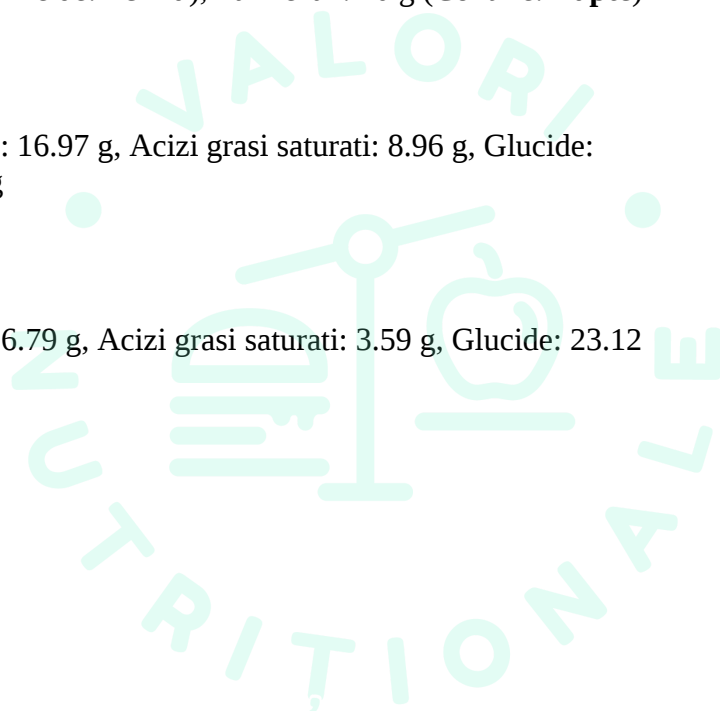 : 16.97 g, Acizi grasi saturati: 8.96 g, Glucide:
g
6.79 g, Acizi grasi saturati: 3.59 g, Glucide: 23.12
VALORI
NUTRITIONALE